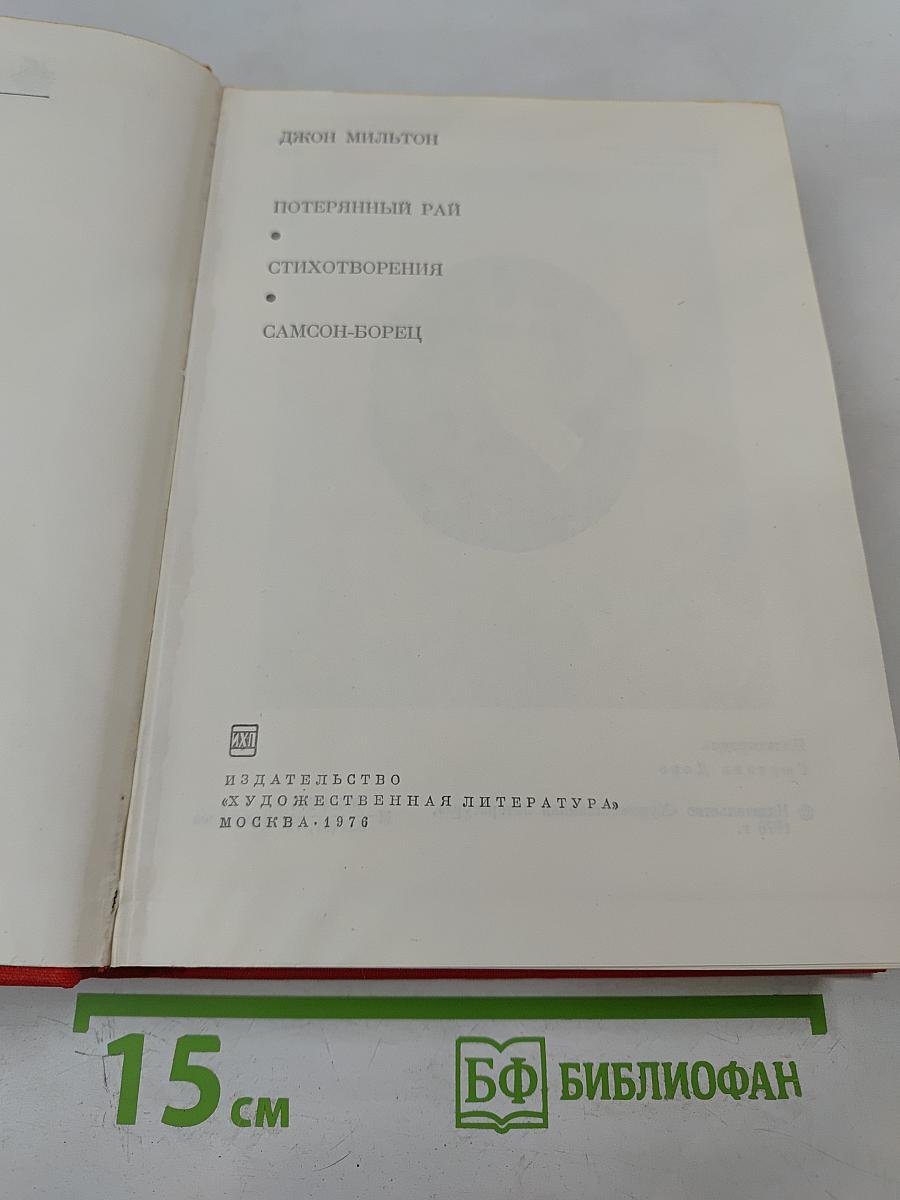 ДЖОН МИЛЬТОН
ПОТЕРЯННЫЙ РАЙ
СТИХОТВОРЕНИЯ
САМСОН-БОРЕЦ
ИХЛ
ИЗДАТЕЛЬСТВО
«ХУДОЖЕСТВЕННАЯ ЛИТЕРАТУРА»
МОСКВА · 1976
15 см
БФ БИБЛИОФАН